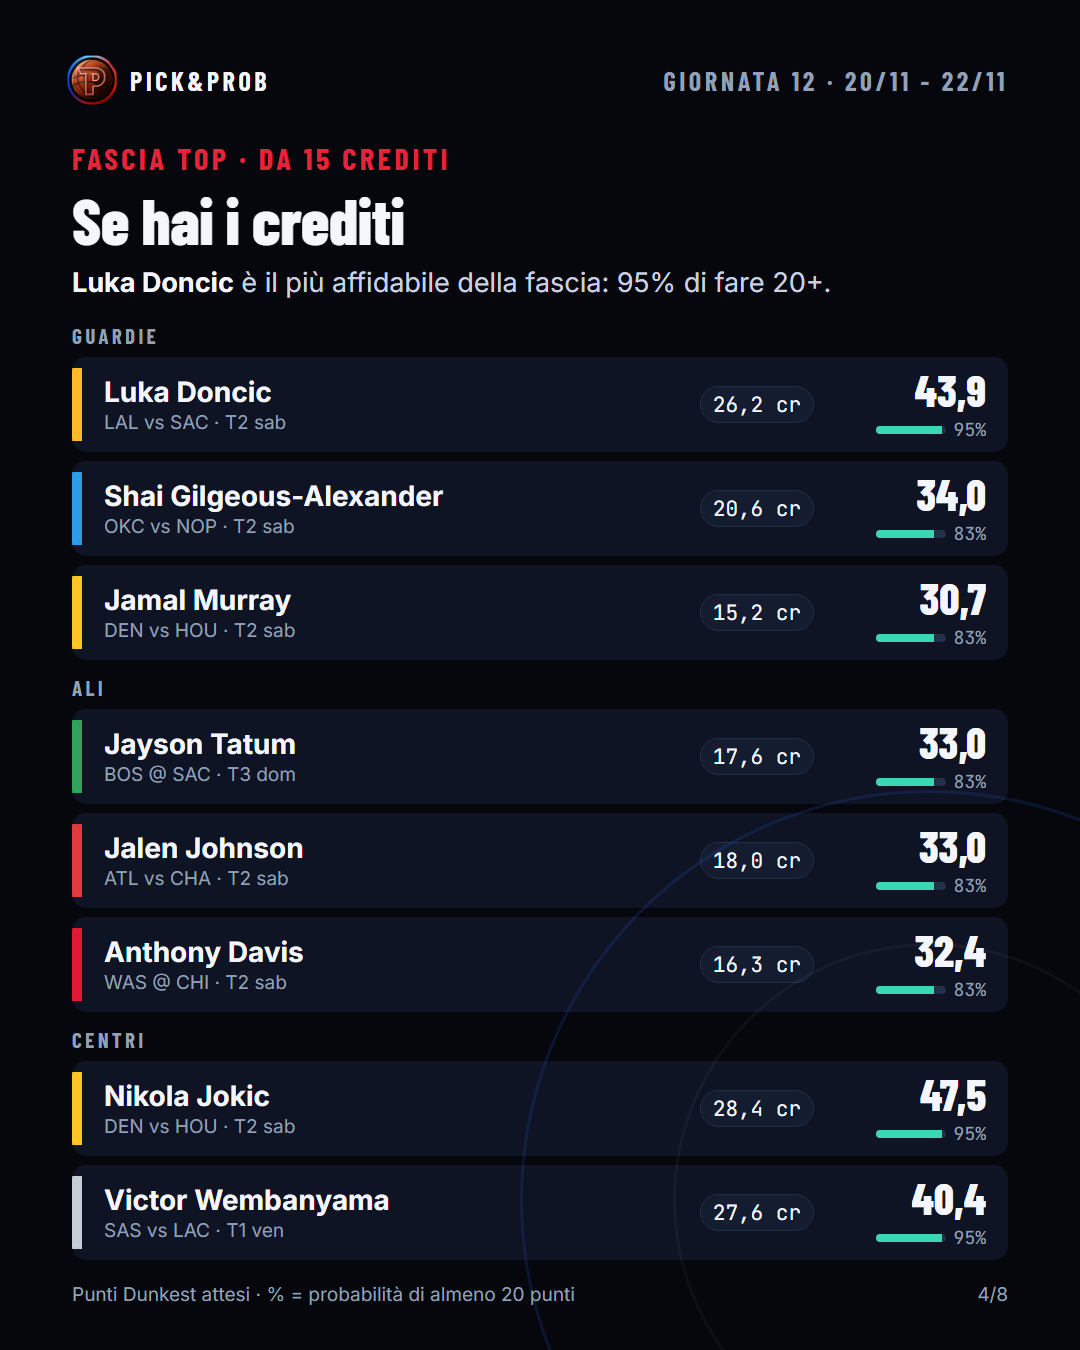 PICK&PROB
GIORNATA 12 · 20/11 - 22/11
FASCIA TOP · DA 15 CREDITI
Se hai i crediti
Luka Doncic è il più affidabile della fascia: 95% di fare 20+.
GUARDIE
Luka Doncic
LAL vs SAC · T2 sab
26,2 cr
43,9
95%
Shai Gilgeous-Alexander
OKC vs NOP · T2 sab
20,6 cr
34,0
83%
Jamal Murray
DEN vs HOU · T2 sab
15,2 cr
30,7
83%
ALI
Jayson Tatum
BOS @ SAC · T3 dom
17,6 cr
33,0
83%
Jalen Johnson
ATL vs CHA · T2 sab
18,0 cr
33,0
83%
Anthony Davis
WAS @ CHI · T2 sab
16,3 cr
32,4
83%
CENTRI
Nikola Jokic
DEN vs HOU · T2 sab
28,4 cr
47,5
95%
Victor Wembanyama
SAS vs LAC · T1 ven
27,6 cr
40,4
95%
Punti Dunkest attesi · % = probabilità di almeno 20 punti
4/8